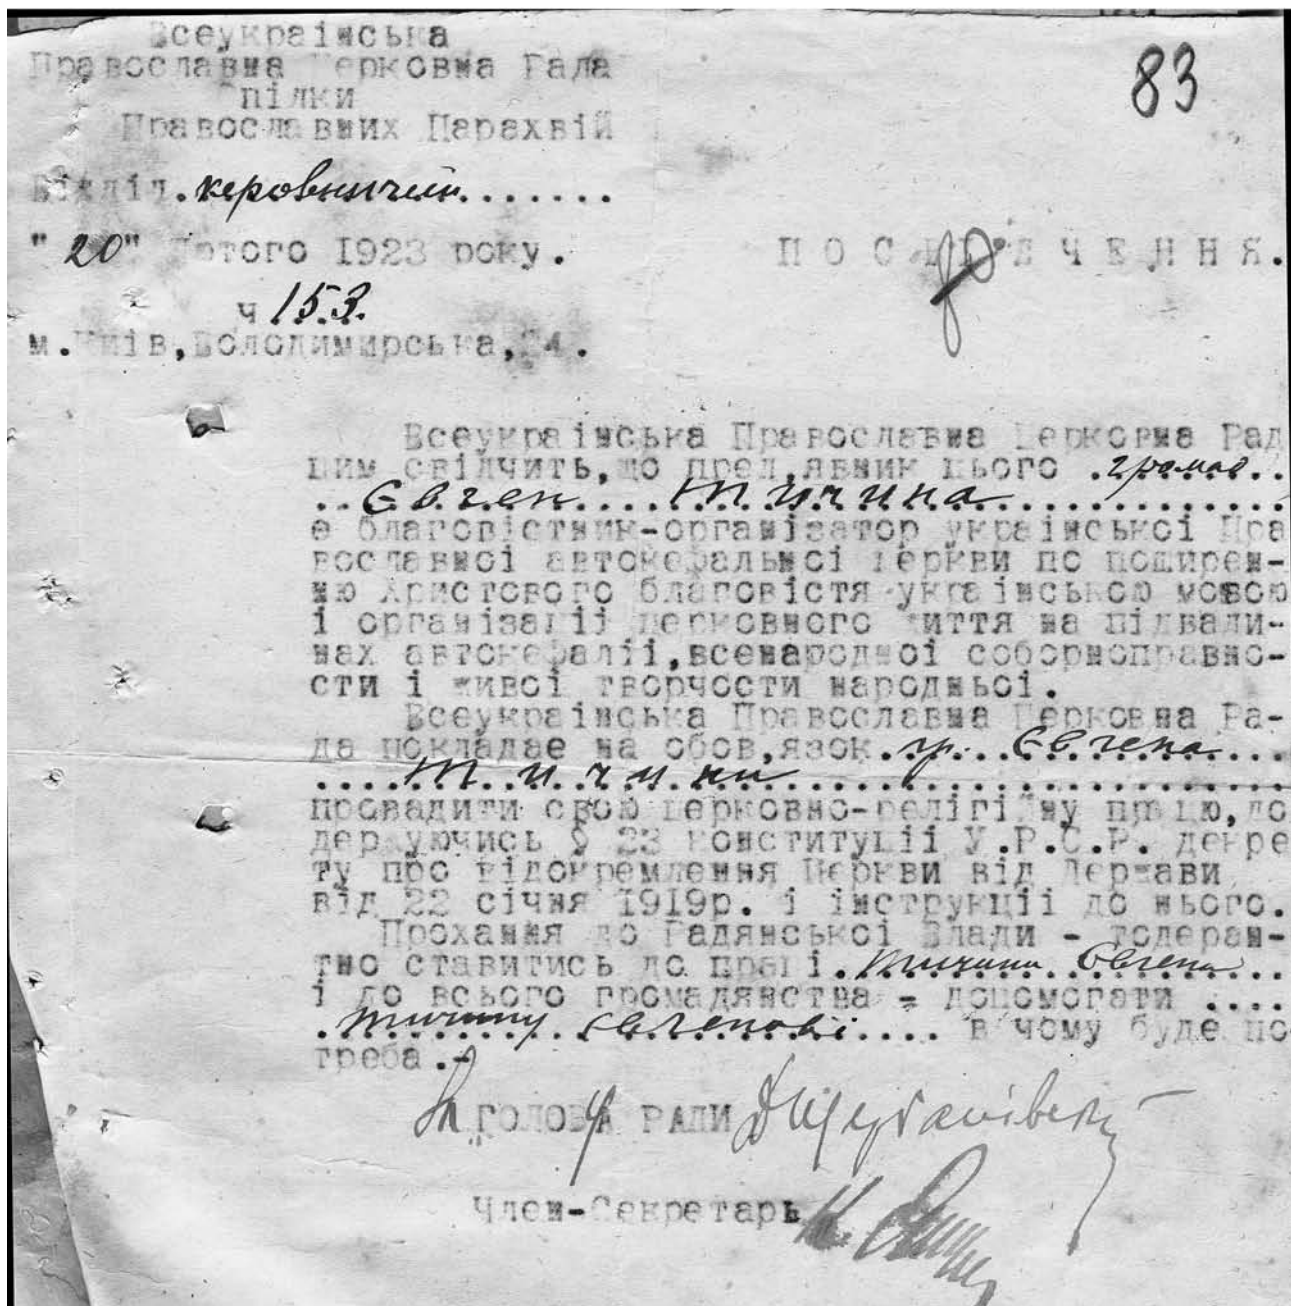 Всеукраїнська
Православна Церковна Рада
Спілки
Православних Парахвій
83
Відділ. керовничий.......
"20" Лютого 1923 року.
ПОСВІДЧЕННЯ.
ч 153.
м. Київ, Володимирська,
Всеукраїнська Православна Церковна Рад
цим свідчить, що пред,явник цього .громад..
..Євген....Тичина................
є благовістник-організатор української Пра
вославної автокефальної церкви по поширен-
ню Христового благовістя українською мовою
і організації церковного життя на підвали-
нах автокефалії, всенародної соборноправно-
сти і живої творчости народньої.
Всеукраїнська Православна Церковна Ра-
да покладає на обов,язок. гр...Євгена....
....Тичини......................
провадити свою церковно-релігійну працю, до
держуючись § 23 конституції У.Р.С.Р. декре
ту про відокремлення Церкви від Держави
від 22 січня 1919р. і інструкції до нього.
Прохання до Радянської Влади - толеран-
тно ставитись до праці. Тичини Євгена...
і до всього громадянства - допомогати ....
.Тичину Євгенові.... в чому буде по
треба.-
За ГОЛОВИ РАДИ
Член-Секретарь